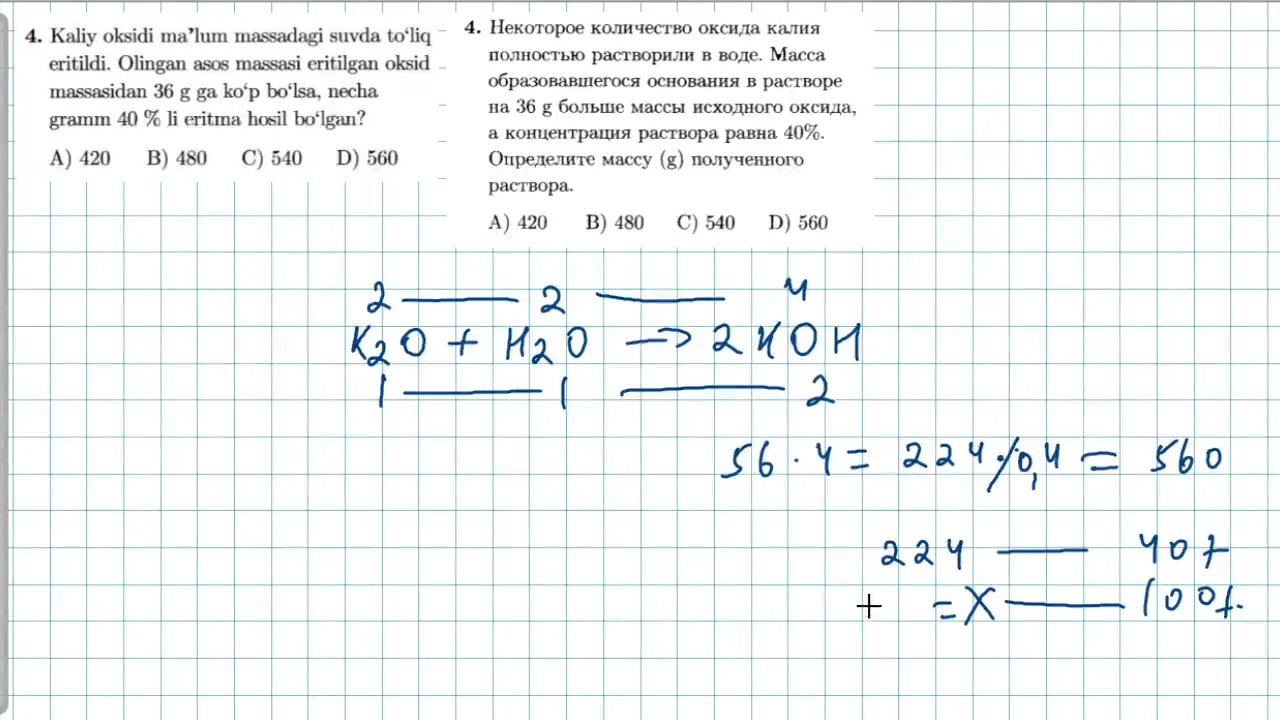 4. Kaliy oksidi ma’lum massadagi suvda to‘liq
eritildi. Olingan asos massasi eritilgan oksid
massasidan 36 g ga ko‘p bo‘lsa, necha
gramm 40 % li eritma hosil bo‘lgan?
A) 420 B) 480 C) 540 D) 560
4. Некоторое количество оксида калия
полностью растворили в воде. Масса
образовавшегося основания в растворе
на 36 g больше массы исходного оксида,
а концентрация раствора равна 40%.
Определите массу (g) полученного
раствора.
A) 420 B) 480 C) 540 D) 560
2 — 2 — 4
K2O + H2O → 2KOH
1 — 1 — 2
56 · 4 = 224 / 0,4 = 560
224 — 40%
= X — 100%